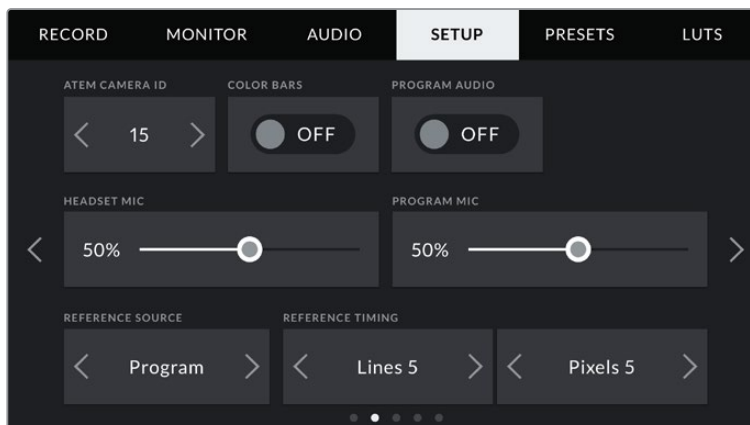 RECORD MONITOR AUDIO SETUP PRESETS LUTS
ATEM CAMERA ID COLOR BARS PROGRAM AUDIO
15 OFF OFF
HEADSET MIC PROGRAM MIC
50% 50%
REFERENCE SOURCE REFERENCE TIMING
Program Lines 5 Pixels 5